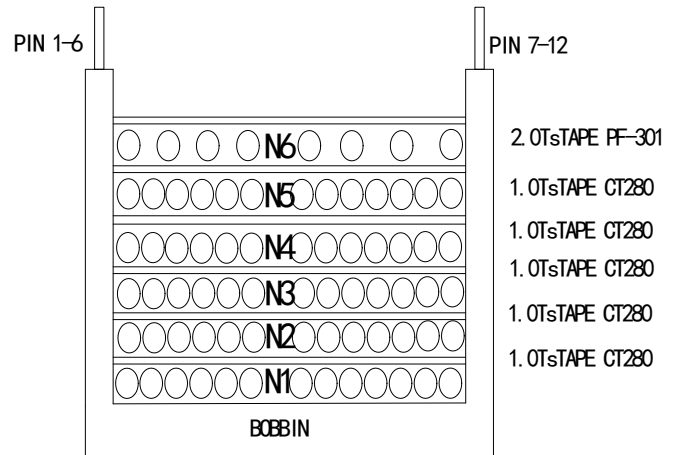 PIN 1-6
PIN 7-12
N6
2.0TsTAPE PF-301
N5
1.0TsTAPE CT280
N4
1.0TsTAPE CT280
1.0TsTAPE CT280
N3
1.0TsTAPE CT280
N2
1.0TsTAPE CT280
N1
BOBBIN